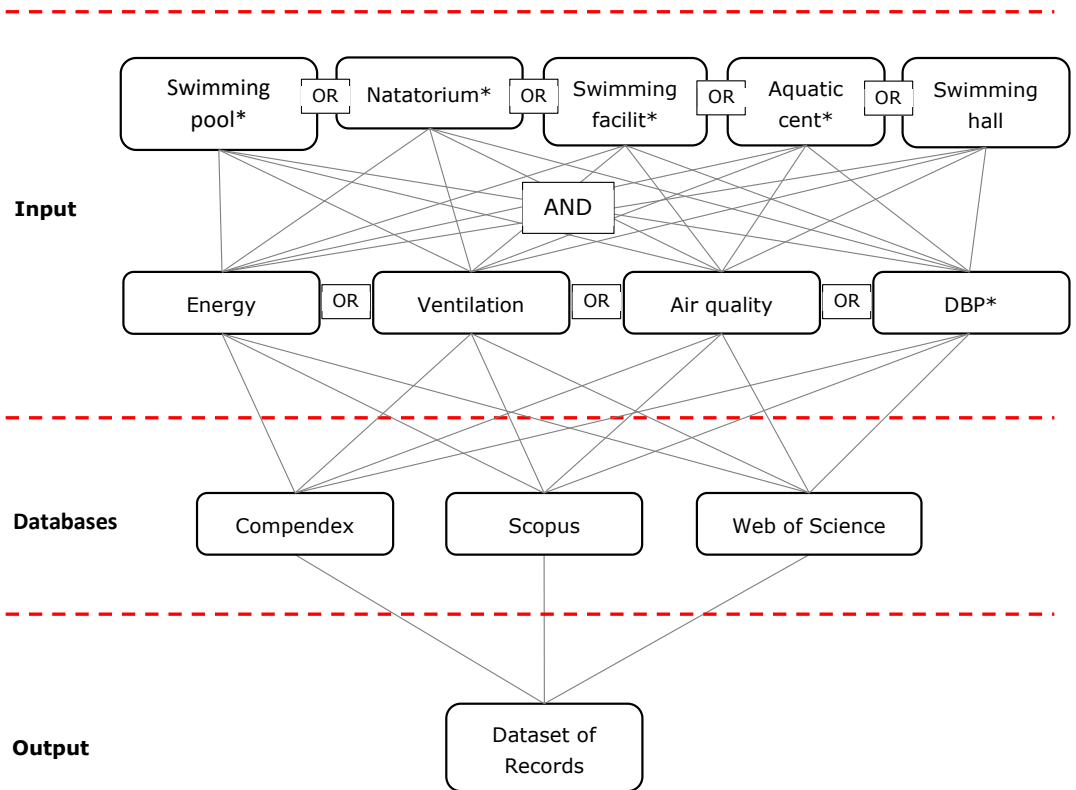 Swimming
pool*
OR
Natatorium*
OR
Swimming
facilit*
OR
Aquatic
cent*
OR
Swimming
hall
Input
AND
Energy
OR
Ventilation
OR
Air quality
OR
DBP*
Databases
Compendex
Scopus
Web of Science
Output
Dataset of
Records